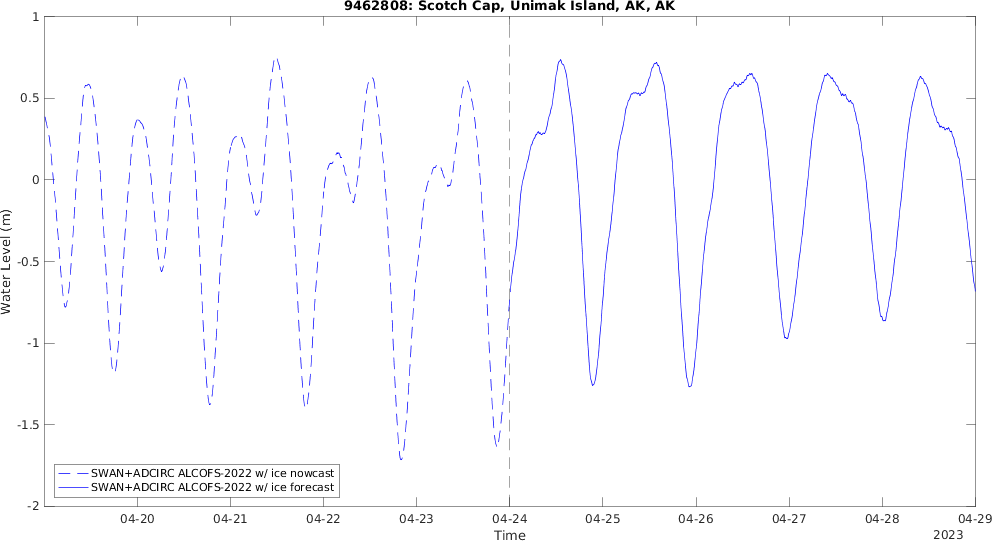 9462808: Scotch Cap, Unimak Island, AK, AK
1
0.5
0
-0.5
-1
-1.5
-2
Water Level (m)
SWAN+ADCIRC ALCOFS-2022 w/ ice nowcast
SWAN+ADCIRC ALCOFS-2022 w/ ice forecast
04-20 04-21 04-22 04-23 04-24 04-25 04-26 04-27 04-28 04-29
Time
2023